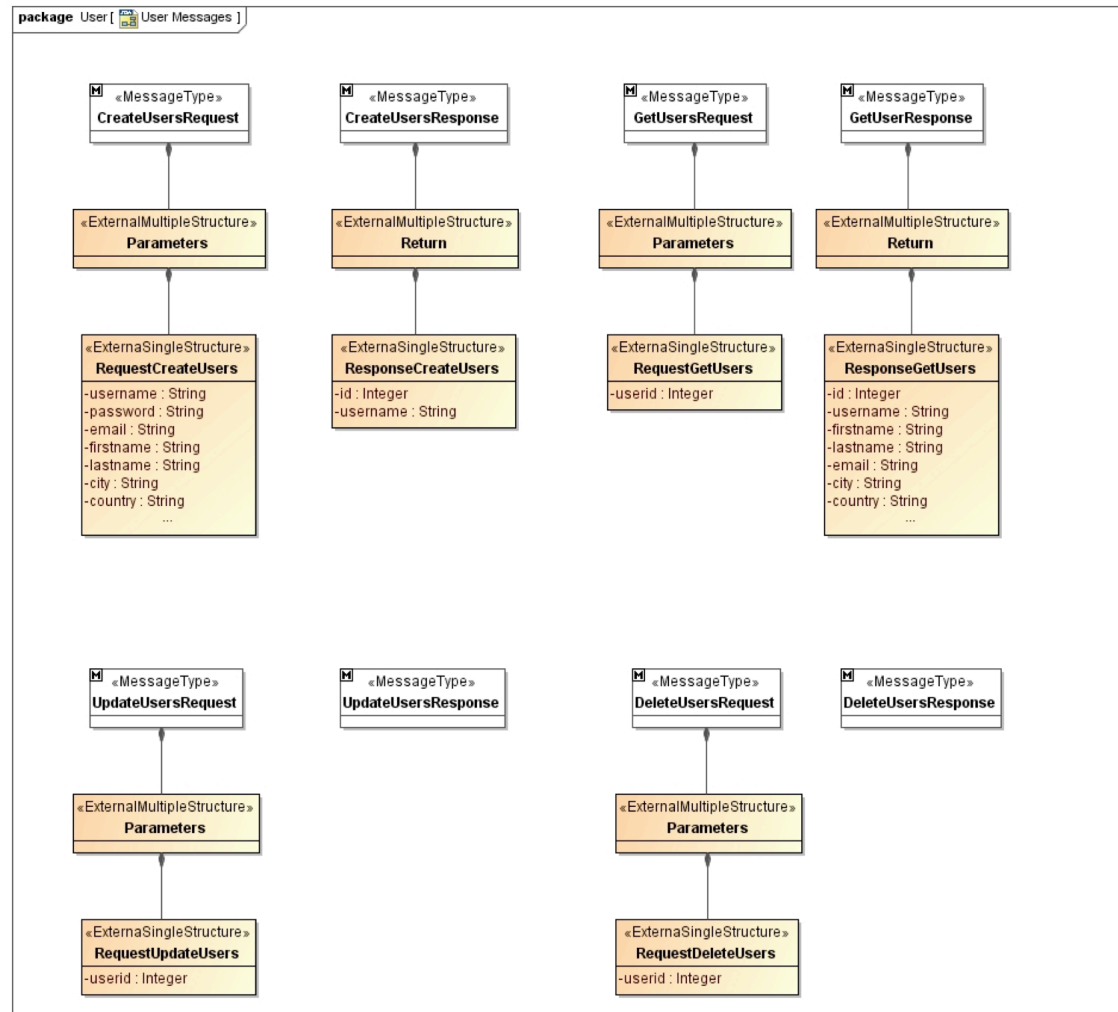 package User [ User Messages ]
M «MessageType»
CreateUsersRequest
«ExternalMultipleStructure»
Parameters
«ExternaSingleStructure»
RequestCreateUsers
-username : String
-password : String
-email : String
-firstname : String
-lastname : String
-city : String
-country : String
...
M «MessageType»
CreateUsersResponse
«ExternalMultipleStructure»
Return
«ExternaSingleStructure»
ResponseCreateUsers
-id : Integer
-username : String
M «MessageType»
GetUsersRequest
«ExternalMultipleStructure»
Parameters
«ExternaSingleStructure»
RequestGetUsers
-userid : Integer
M «MessageType»
GetUserResponse
«ExternalMultipleStructure»
Return
«ExternaSingleStructure»
ResponseGetUsers
-id : Integer
-username : String
-firstname : String
-lastname : String
-email : String
-city : String
-country : String
...
M «MessageType»
UpdateUsersRequest
«ExternalMultipleStructure»
Parameters
«ExternaSingleStructure»
RequestUpdateUsers
-userid : Integer
M «MessageType»
UpdateUsersResponse
M «MessageType»
DeleteUsersRequest
«ExternalMultipleStructure»
Parameters
«ExternaSingleStructure»
RequestDeleteUsers
-userid : Integer
M «MessageType»
DeleteUsersResponse